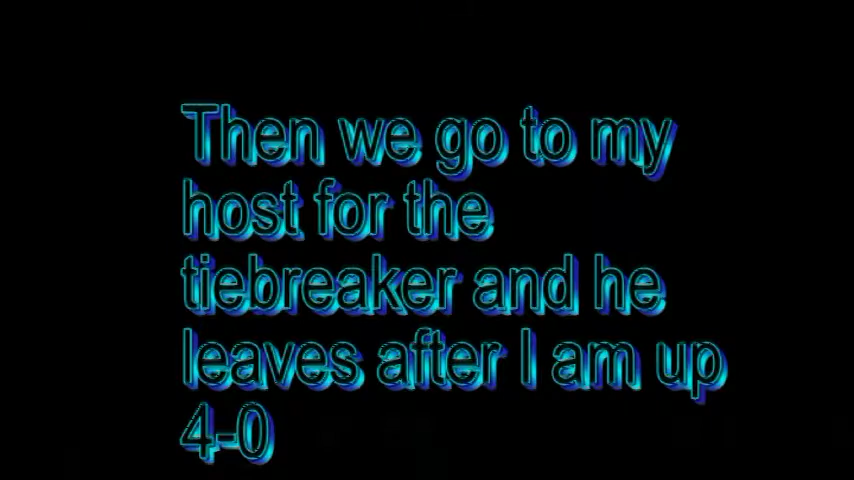 Then we go to my
host for the
tiebreaker and he
leaves after I am up
4-0